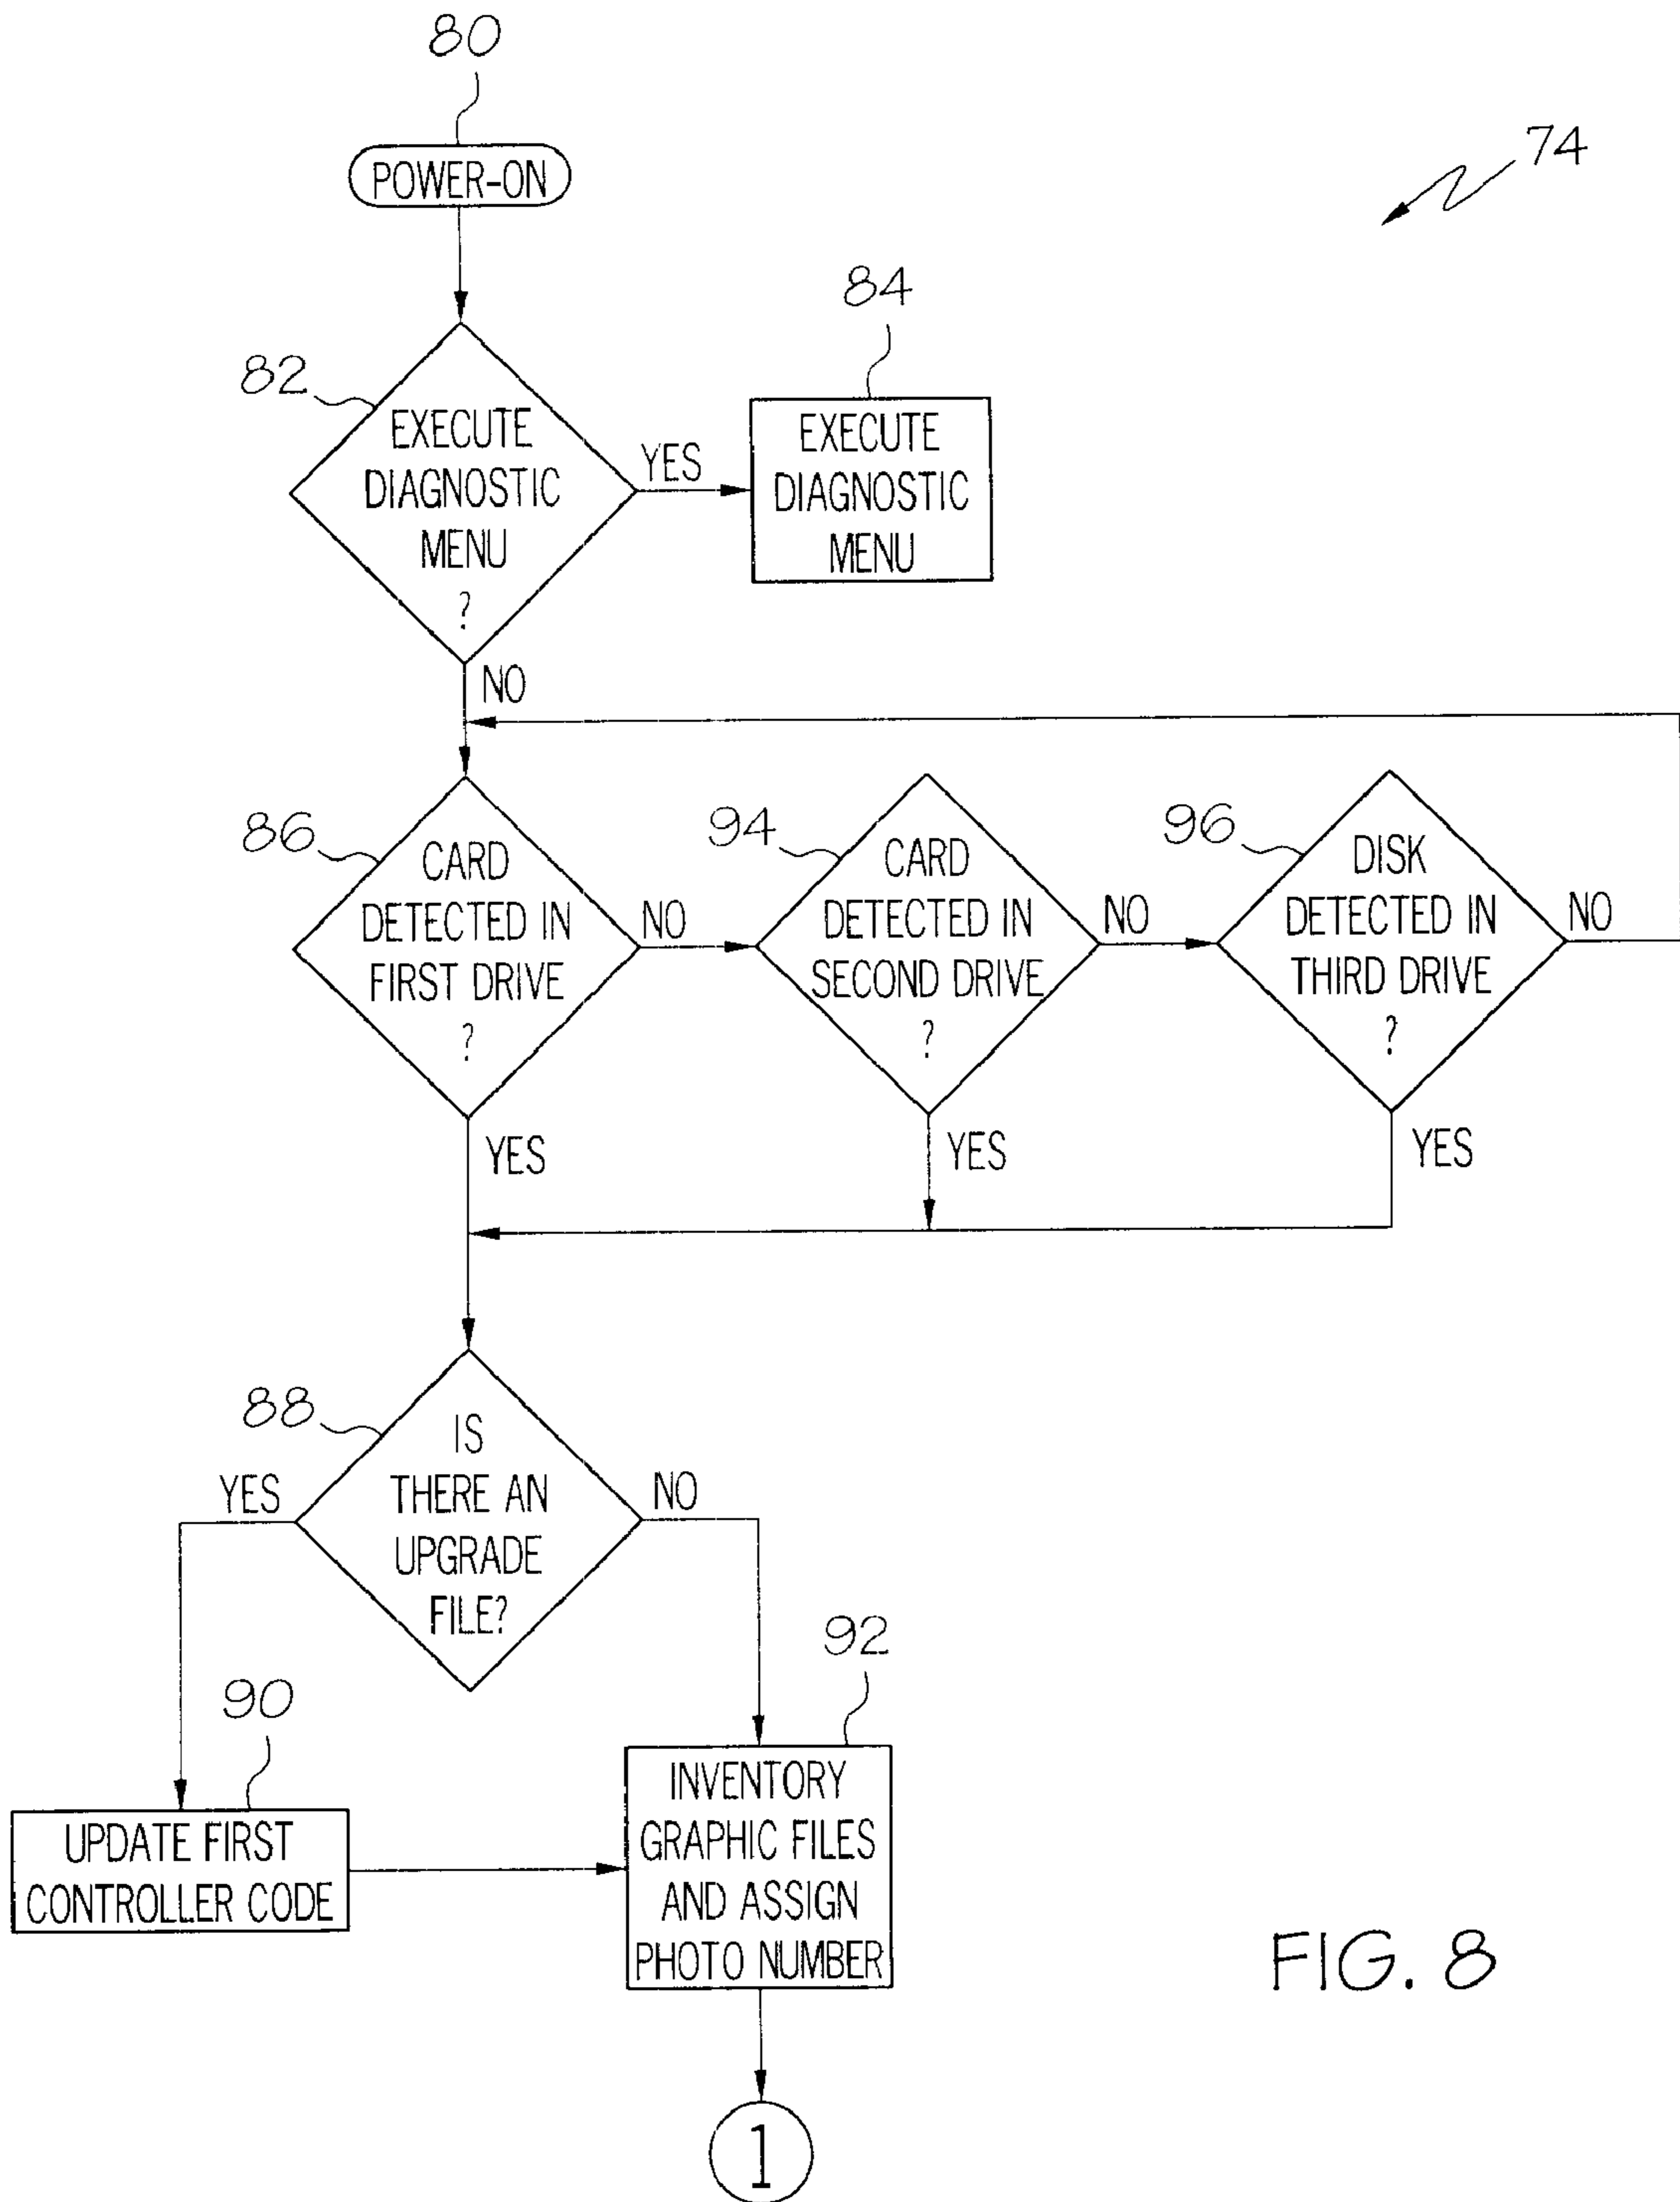 80
POWER-ON
74
82
EXECUTE
DIAGNOSTIC
MENU
?
YES
84
EXECUTE
DIAGNOSTIC
MENU
NO
86
CARD
DETECTED IN
FIRST DRIVE
?
NO
94
CARD
DETECTED IN
SECOND DRIVE
?
NO
96
DISK
DETECTED IN
THIRD DRIVE
?
NO
YES
YES
YES
88
IS
THERE AN
UPGRADE
FILE?
YES
NO
90
UPDATE FIRST
CONTROLLER CODE
92
INVENTORY
GRAPHIC FILES
AND ASSIGN
PHOTO NUMBER
1
FIG. 8